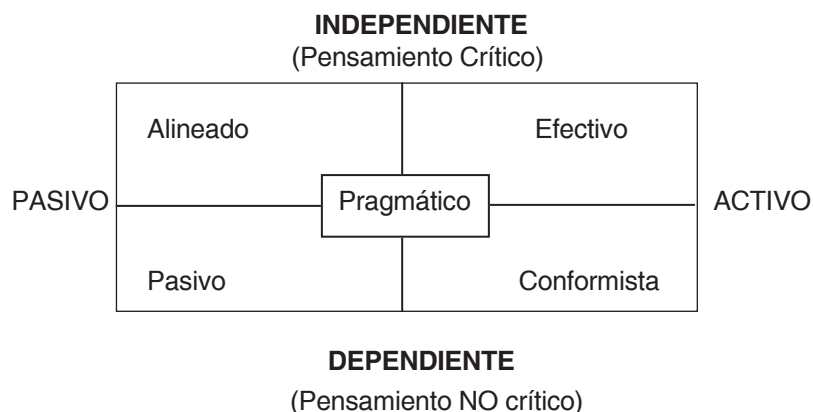 INDEPENDIENTE
(Pensamiento Crítico)
Alineado
Efectivo
PASIVO
Pragmático
ACTIVO
Pasivo
Conformista
DEPENDIENTE
(Pensamiento NO crítico)